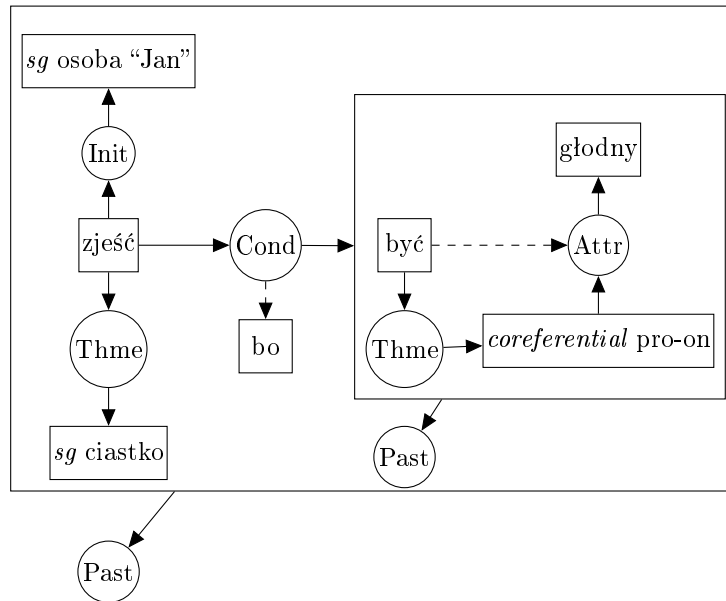 sg osoba “Jan”
Init
głodny
zjeść
Cond
być
Attr
Thme
bo
Thme
coreferential pro-on
sg ciastko
Past
Past